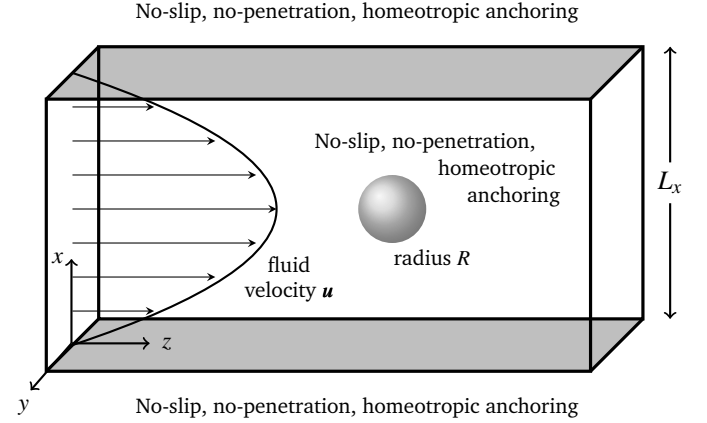 No-slip, no-penetration, homeotropic anchoring
No-slip, no-penetration,
homeotropic
anchoring
L_x
x
fluid
velocity u
radius R
z
y
No-slip, no-penetration, homeotropic anchoring